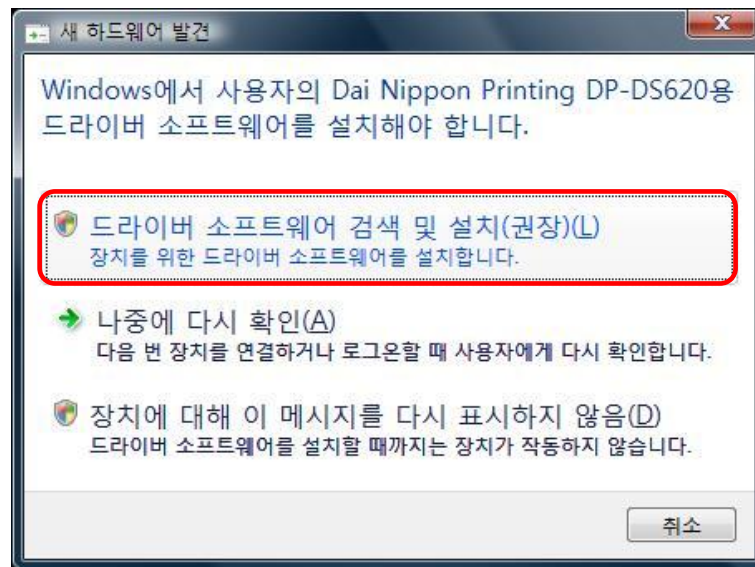 새 하드웨어 발견
Windows에서 사용자의 Dai Nippon Printing DP-DS620용
드라이버 소프트웨어를 설치해야 합니다.
드라이버 소프트웨어 검색 및 설치(권장)(L)
장치를 위한 드라이버 소프트웨어를 설치합니다.
나중에 다시 확인(A)
다음 번 장치를 연결하거나 로그온할 때 사용자에게 다시 확인합니다.
장치에 대해 이 메시지를 다시 표시하지 않음(D)
드라이버 소프트웨어를 설치할 때까지는 장치가 작동하지 않습니다.
취소